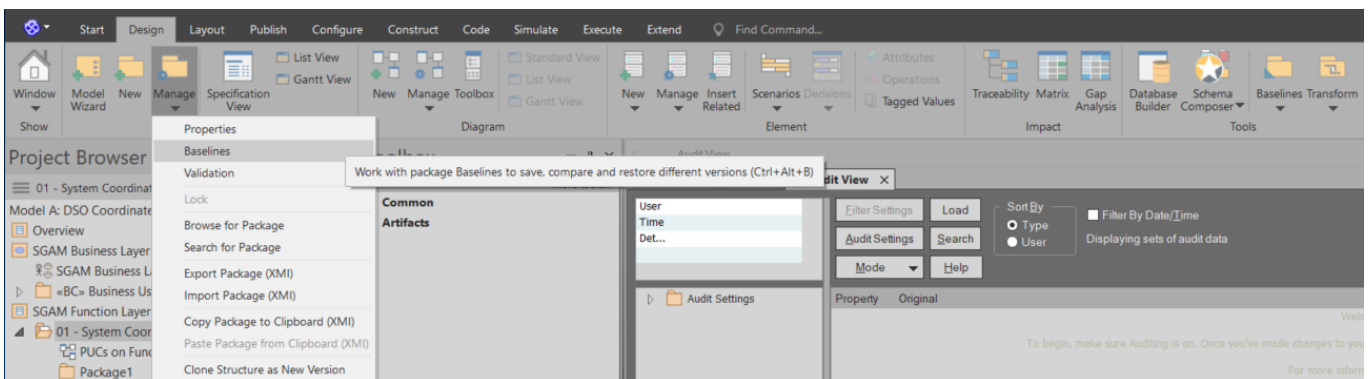 Start Design Layout Publish Configure Construct Code Simulate Execute Extend Find Command...
List View Standard View Attributes
Gantt View List View Operations
Gantt View Tagged Values
Window Model Wizard New Manage Specification View New Manage Toolbox New Manage Insert Related Scenarios Decisions Traceability Matrix Gap Analysis Database Builder Schema Composer Baselines Transform
Show Diagram Element Impact Tools
Properties
Baselines
Validation
Lock
Browse for Package
Search for Package
Export Package (XMI)
Import Package (XMI)
Copy Package to Clipboard (XMI)
Paste Package from Clipboard (XMI)
Clone Structure as New Version
Work with package Baselines to save, compare and restore different versions (Ctrl+Alt+B)
Project Browser
01 - System Coordinat
Model A: DSO Coordinate
Overview
SGAM Business Layer
SGAM Business L
«BC» Business Us
SGAM Function Layer
01 - System Coor
PUCs on Func
Package1
Common
Artifacts
Audit View
dit View
User
Time
Det...
Audit Settings
Filter Settings Load
Audit Settings Search
Mode Help
Sort By
Type
User
Filter By Date/Time
Displaying sets of audit data
Property Original
Welc
To begin, make sure Auditing is on. Once you've made changes to you
For more inform